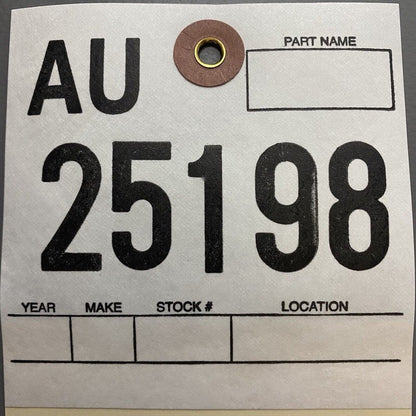 AU
PART NAME
25198
YEAR MAKE STOCK # LOCATION